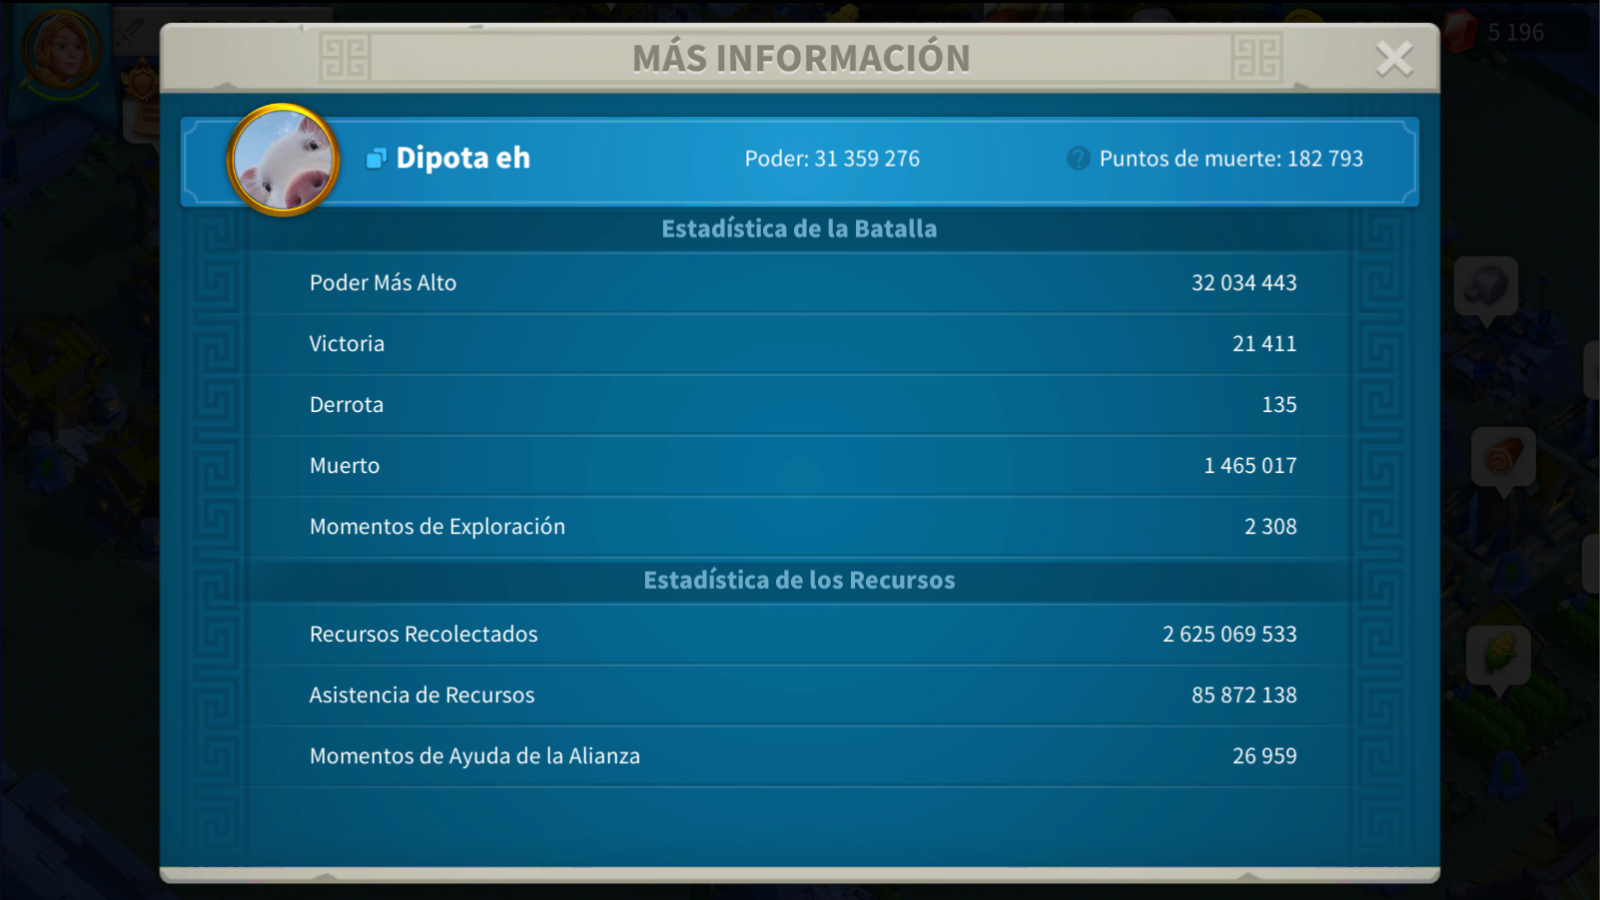 MÁS INFORMACIÓN
5 196
Dipota eh
Poder: 31 359 276
? Puntos de muerte: 182 793
Estadística de la Batalla
Poder Más Alto 32 034 443
Victoria 21 411
Derrota 135
Muerto 1 465 017
Momentos de Exploración 2 308
Estadística de los Recursos
Recursos Recolectados 2 625 069 533
Asistencia de Recursos 85 872 138
Momentos de Ayuda de la Alianza 26 959